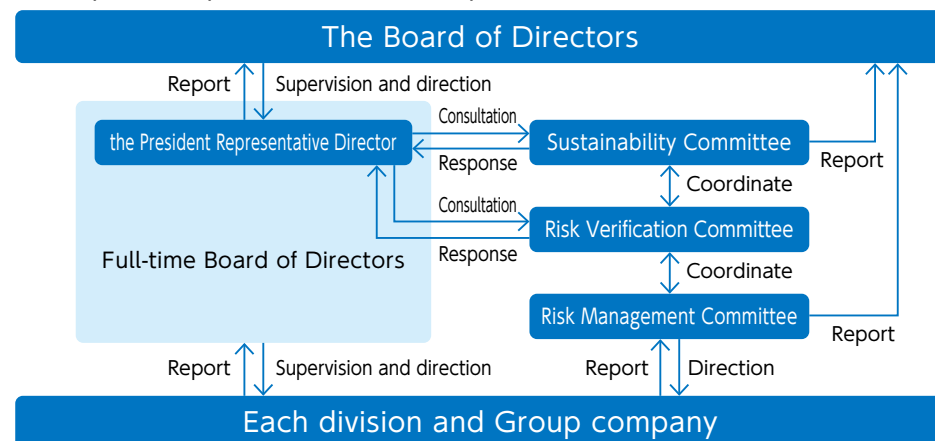 The Board of Directors
Report
Supervision and direction
the President Representative Director
Consultation
Response
Sustainability Committee
Report
Coordinate
Consultation
Response
Risk Verification Committee
Full-time Board of Directors
Coordinate
Risk Management Committee
Report
Report
Supervision and direction
Report
Direction
Each division and Group company